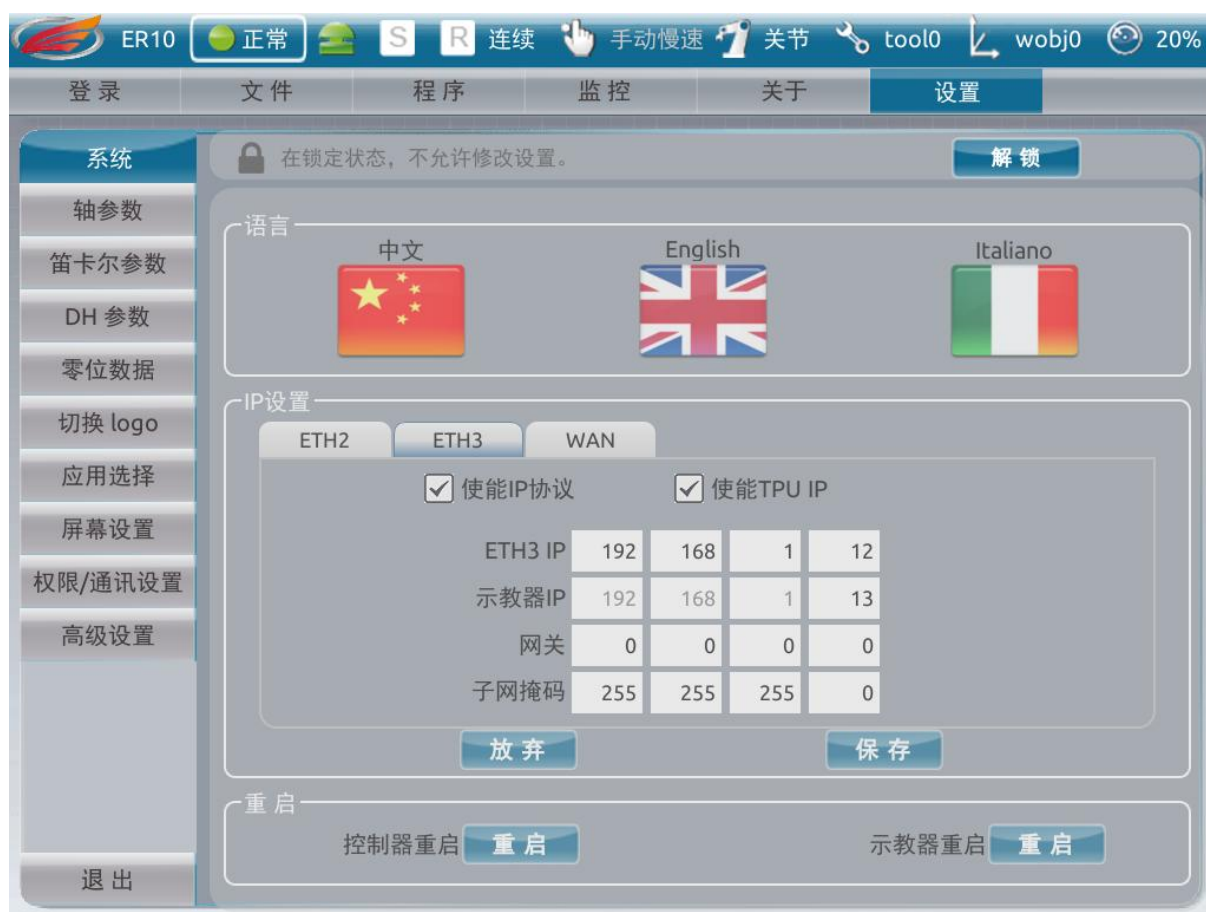 ER10 正常 S R 连续 手动慢速 关节 tool0 wobj0 20%
登录 文件 程序 监控 关于 设置
系统
在锁定状态，不允许修改设置。 解锁
轴参数
笛卡尔参数
DH 参数
零位数据
切换 logo
应用选择
屏幕设置
权限/通讯设置
高级设置
退出
语言
中文 English Italiano
IP设置
ETH2 ETH3 WAN
使能IP协议 使能TPU IP
ETH3 IP 192 168 1 12
示教器IP 192 168 1 13
网关 0 0 0 0
子网掩码 255 255 255 0
放弃 保存
重启
控制器重启 重启 示教器重启 重启